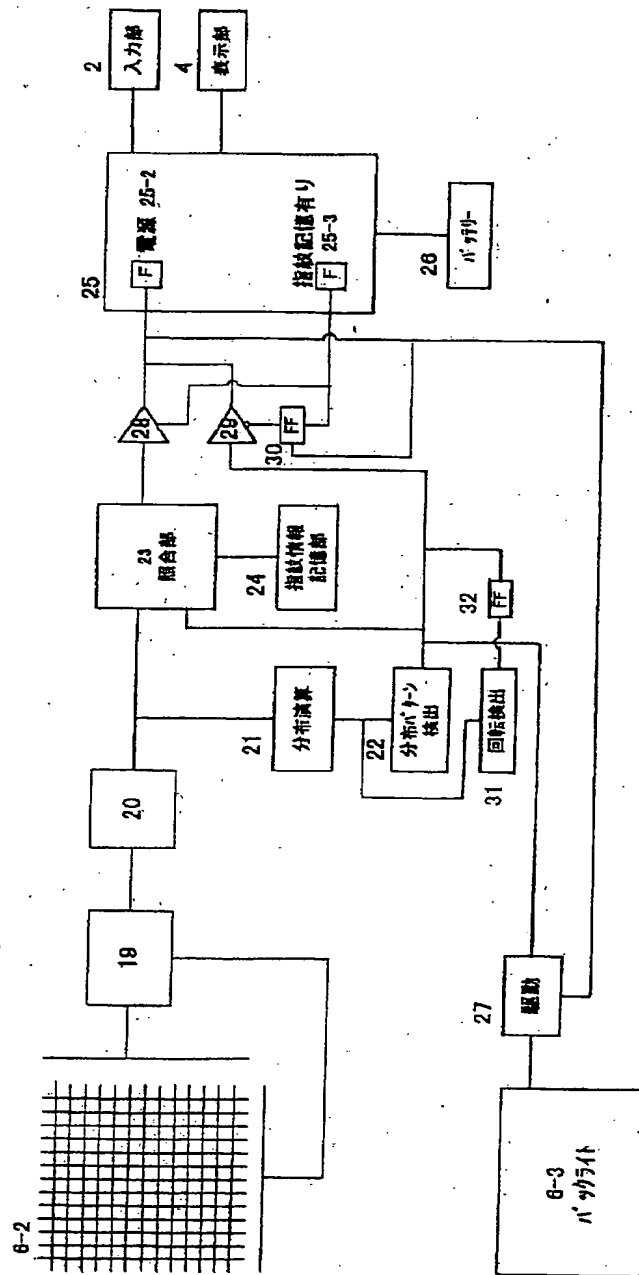 2
入力部
4
表示部
25
F
電源 25-2
指紋記憶有り
25-3
F
26
バッテリー
28
29
30
FF
23
照合部
24
指紋情報
記憶部
32
FF
21
分布演算
22
分布パターン
検出
回転検出
31
20
19
27
駆動
6-2
6-3
バックライト